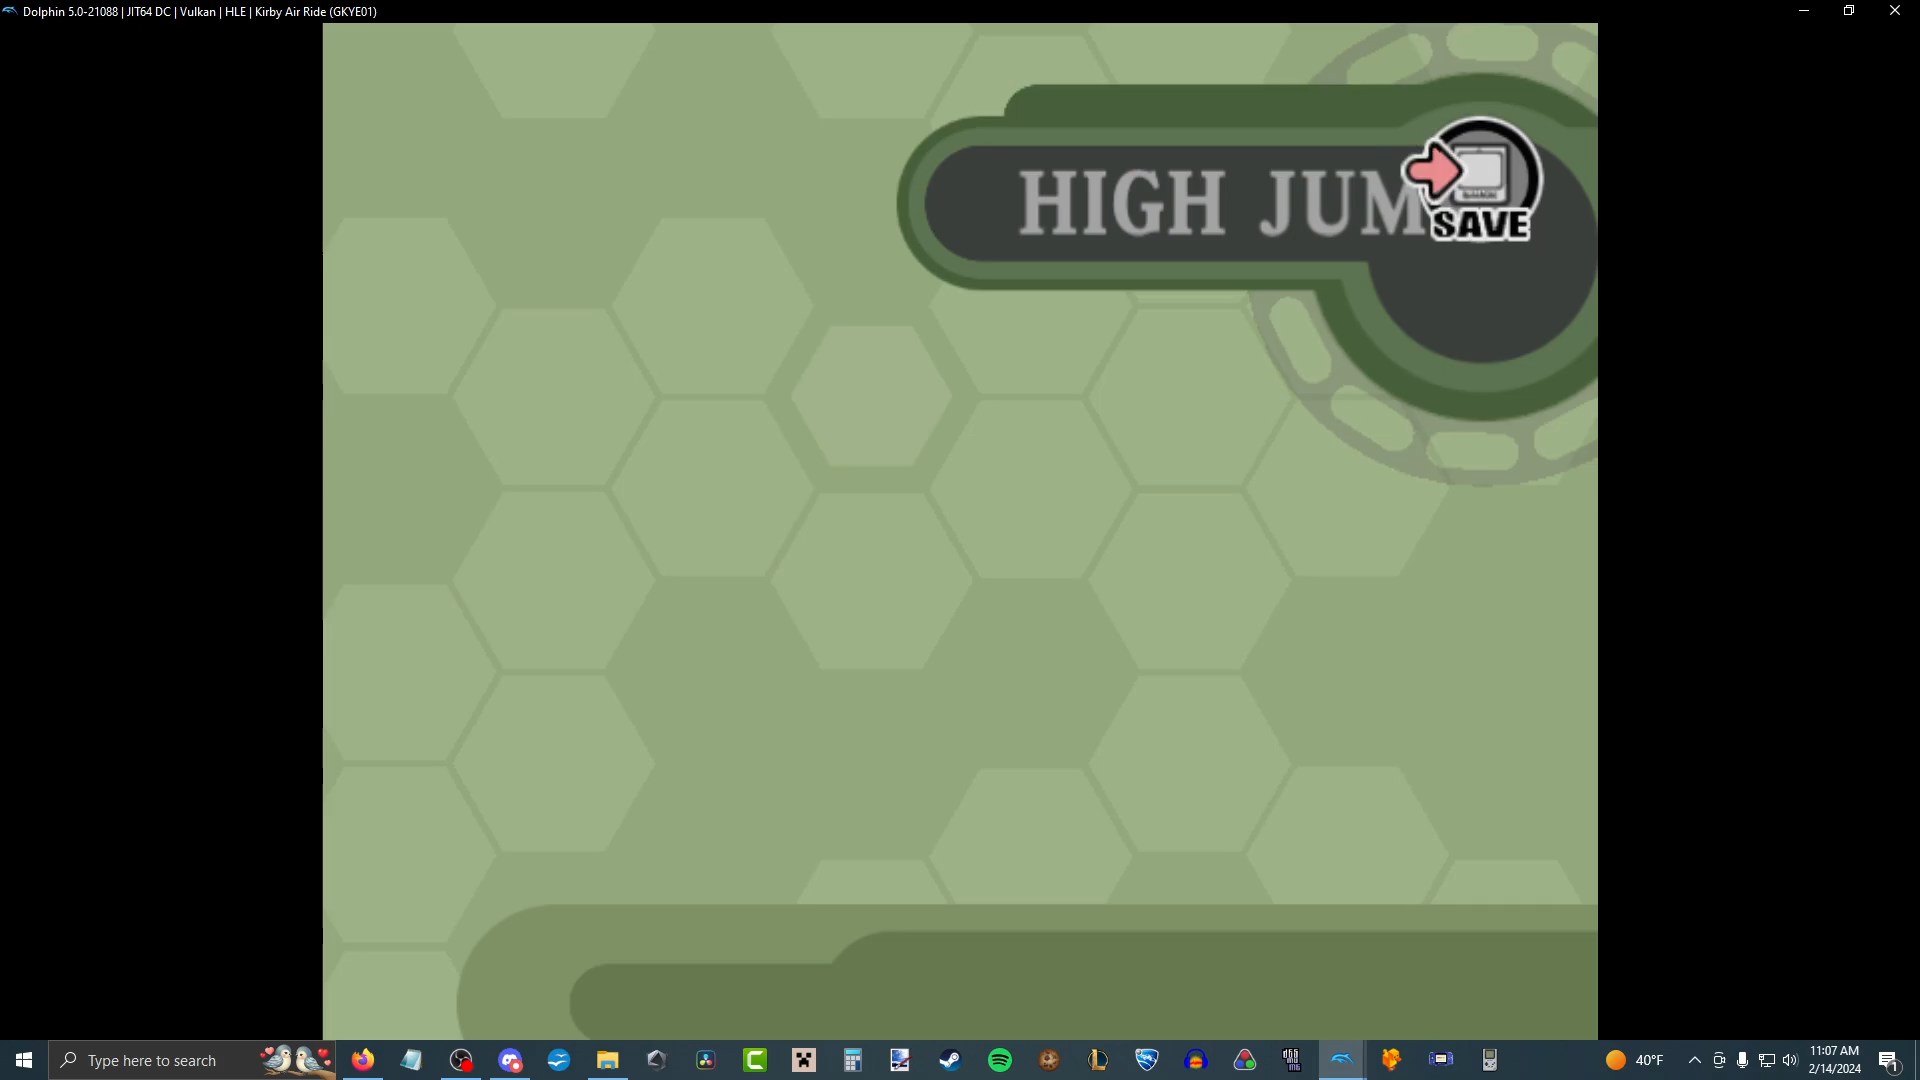 Dolphin 5.0-21088 | JIT64 DC | Vulkan | HLE | Kirby Air Ride (GKYE01)
HIGH JUM
SAVE
Type here to search
40°F
11:07 AM
2/14/2024
1